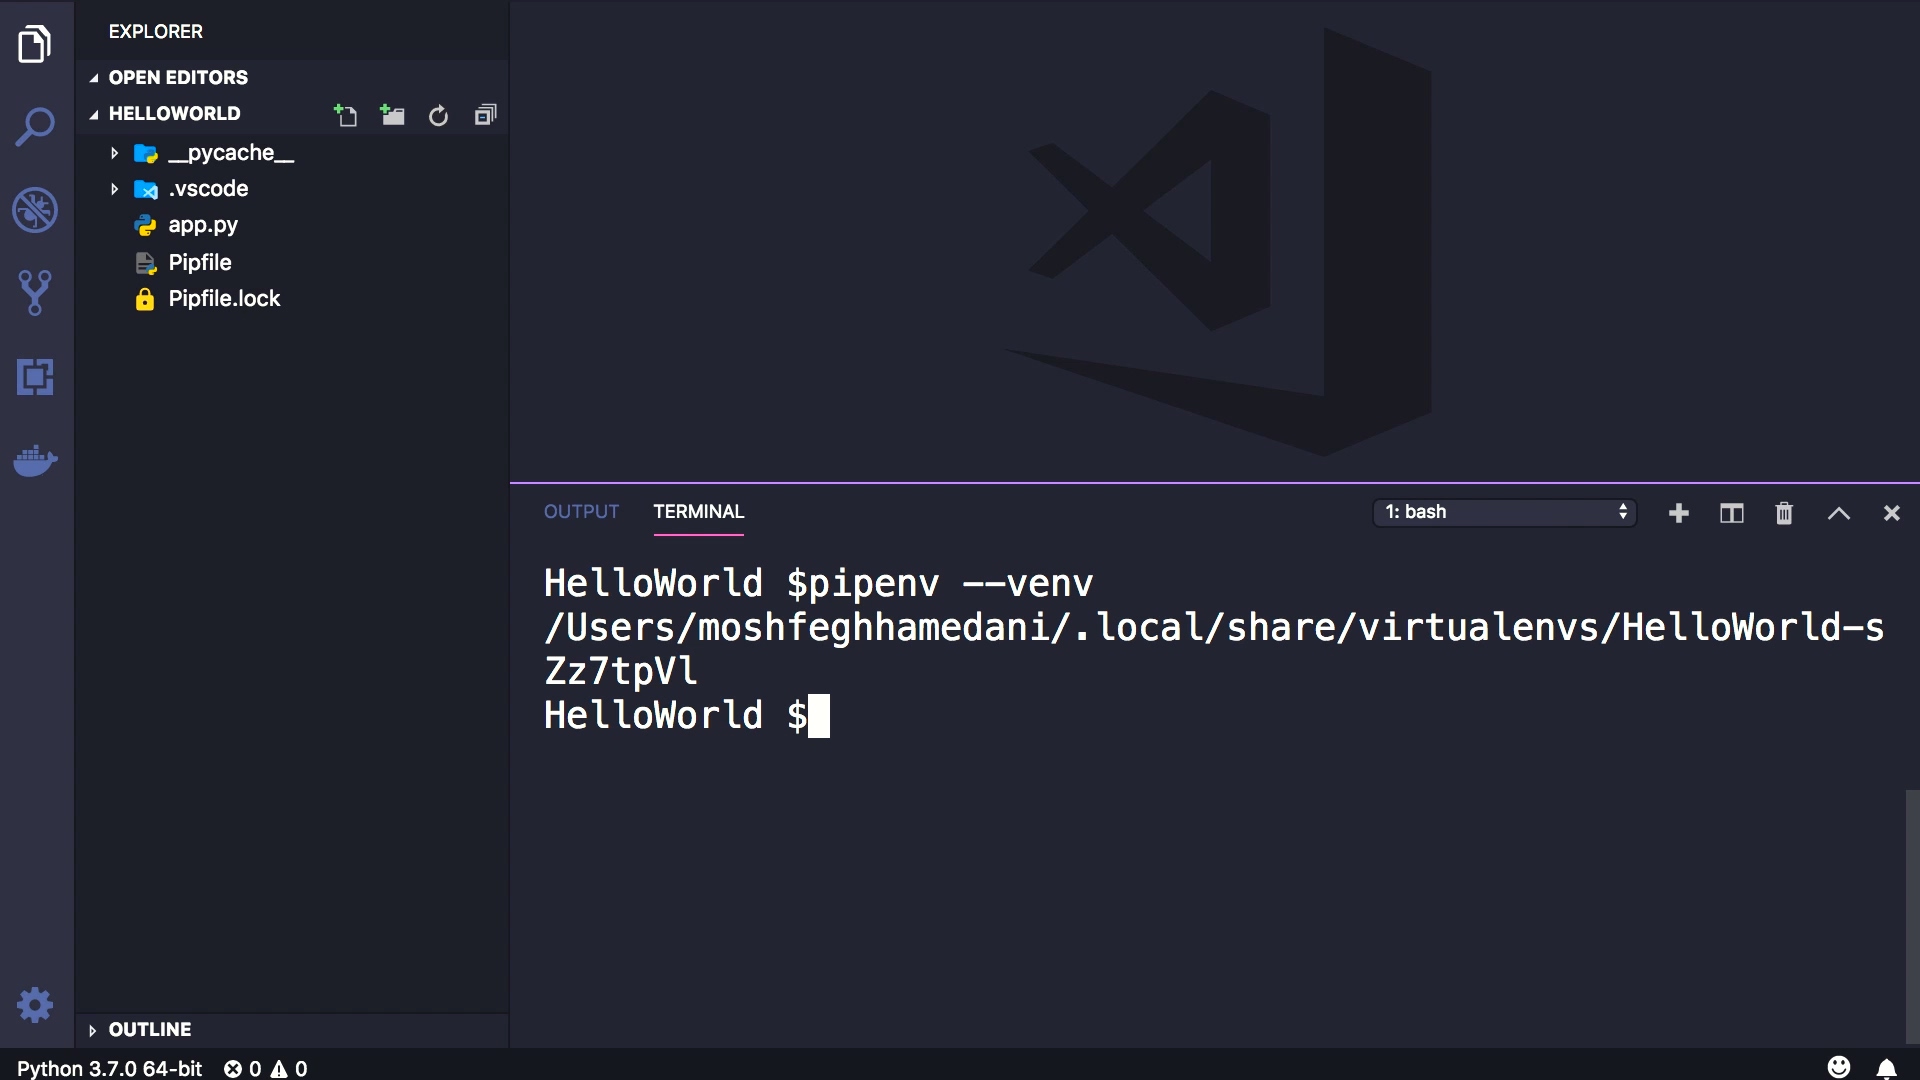 EXPLORER
OPEN EDITORS
HELLOWORLD
__pycache__
.vscode
app.py
Pipfile
Pipfile.lock
OUTLINE
OUTPUT TERMINAL
1: bash
HelloWorld $pipenv --venv
/Users/moshfeghhamedani/.local/share/virtualenvs/HelloWorld-s
Zz7tpVl
HelloWorld $
Python 3.7.0 64-bit 0 0